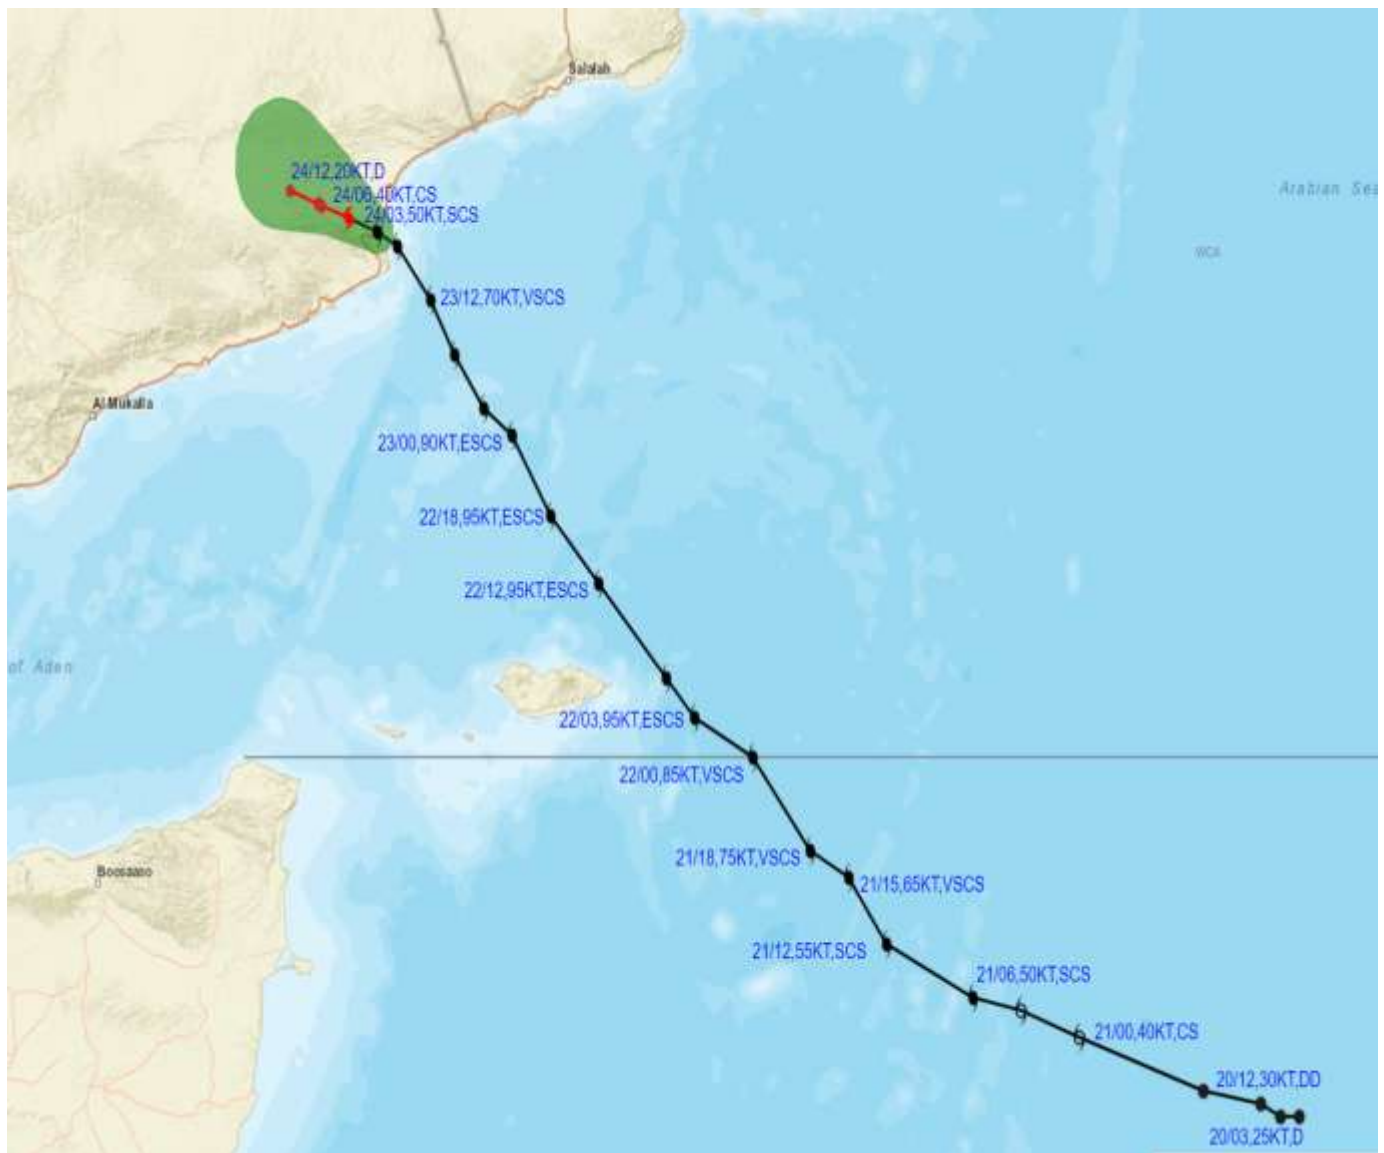 Salalah
24/12,20KT,D
24/06,40KT,CS
24/03,50KT,SCS
Arabian Sea
23/12,70KT,VSCS
Al-Mukalla
23/00,90KT,ESCS
22/18,95KT,ESCS
22/12,95KT,ESCS
of Aden
22/03,95KT,ESCS
22/00,85KT,VSCS
21/18,75KT,VSCS
Boosaaso
21/15,65KT,VSCS
21/12,55KT,SCS
21/06,50KT,SCS
21/00,40KT,CS
20/12,30KT,DD
20/03,25KT,D